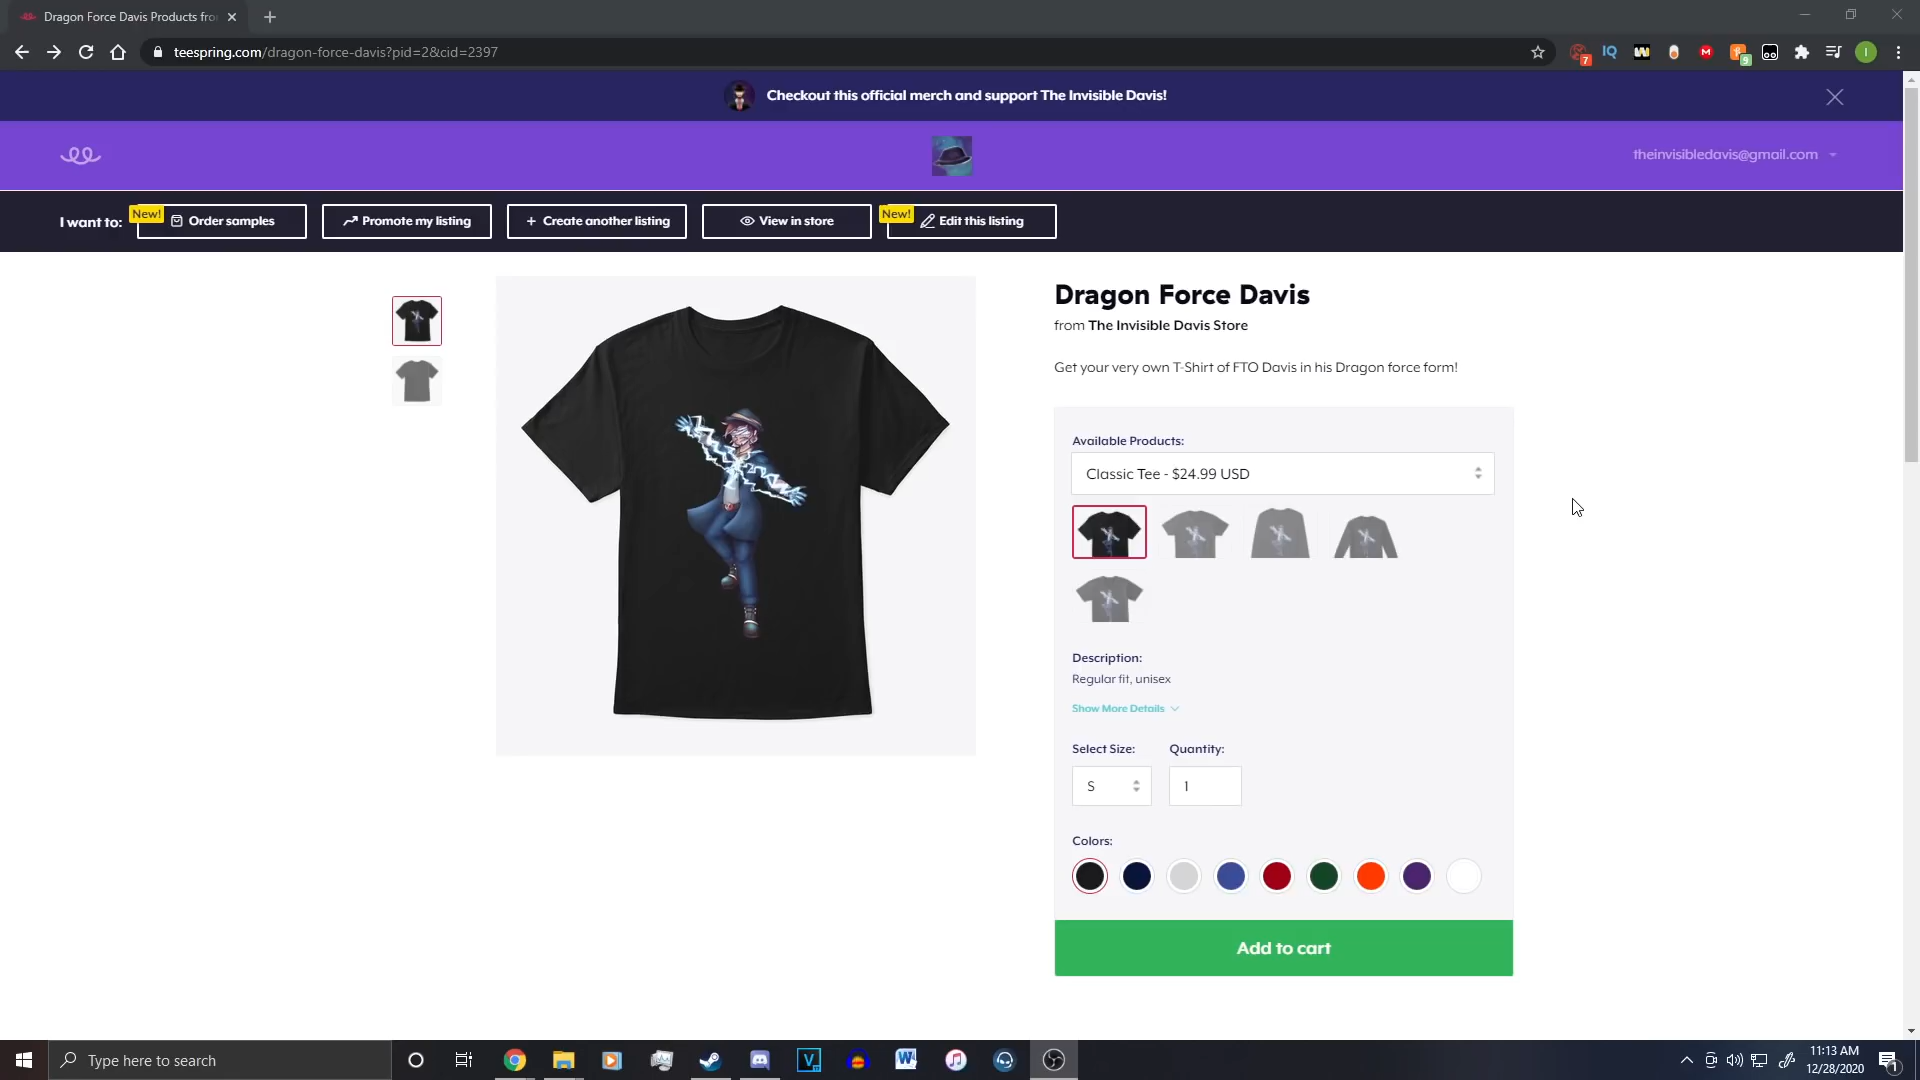 Dragon Force Davis Products fro
teespring.com/dragon-force-davis?pid=2&cid=2397
7
IQ
M
9
I
Checkout this official merch and support The Invisible Davis!
theinvisibledavis@gmail.com
I want to:
New!
Order samples
Promote my listing
Create another listing
View in store
New!
Edit this listing
Dragon Force Davis
from The Invisible Davis Store
Get your very own T-Shirt of FTO Davis in his Dragon force form!
Available Products:
Classic Tee - $24.99 USD
Description:
Regular fit, unisex
Show More Details
Select Size: Quantity:
S 1
Colors:
Add to cart
Type here to search
V
W
11:13 AM
12/28/2020
1